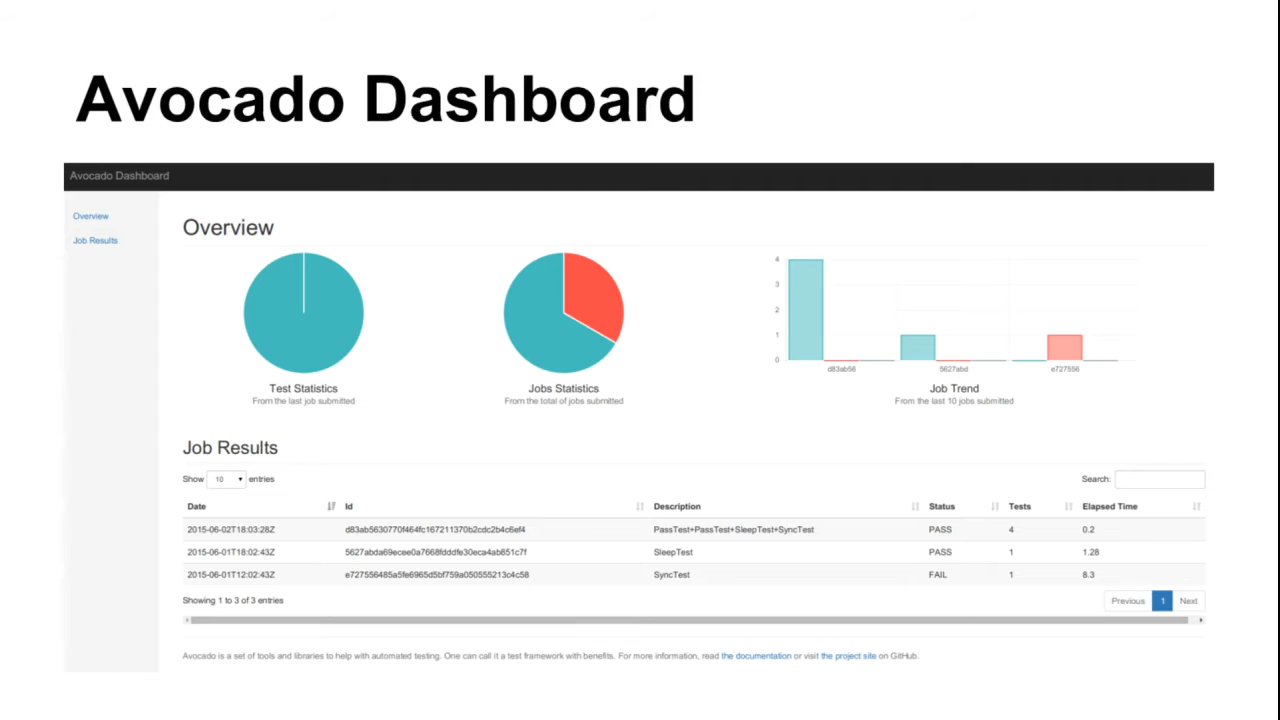 Avocado Dashboard
Avocado Dashboard
Overview
Job Results
Overview
4
3
2
1
0
d83ab56 5627abd e727556
Test Statistics
From the last job submitted
Jobs Statistics
From the total of jobs submitted
Job Trend
From the last 10 jobs submitted
Job Results
Show 10 entries Search:
Date Id Description Status Tests Elapsed Time
2015-06-02T18:03:28Z d83ab5630770f464fc167211370b2cdc2b4c6ef4 PassTest+PassTest+SleepTest+SyncTest PASS 4 0.2
2015-06-01T18:02:43Z 5627abda69ecee0a7668fdddfe30eca4ab851c7f SleepTest PASS 1 1.28
2015-06-01T12:02:43Z e727556485a5fe6965d5bf759a050555213c4c58 SyncTest FAIL 1 8.3
Showing 1 to 3 of 3 entries Previous 1 Next
Avocado is a set of tools and libraries to help with automated testing. One can call it a test framework with benefits. For more information, read the documentation or visit the project site on GitHub.